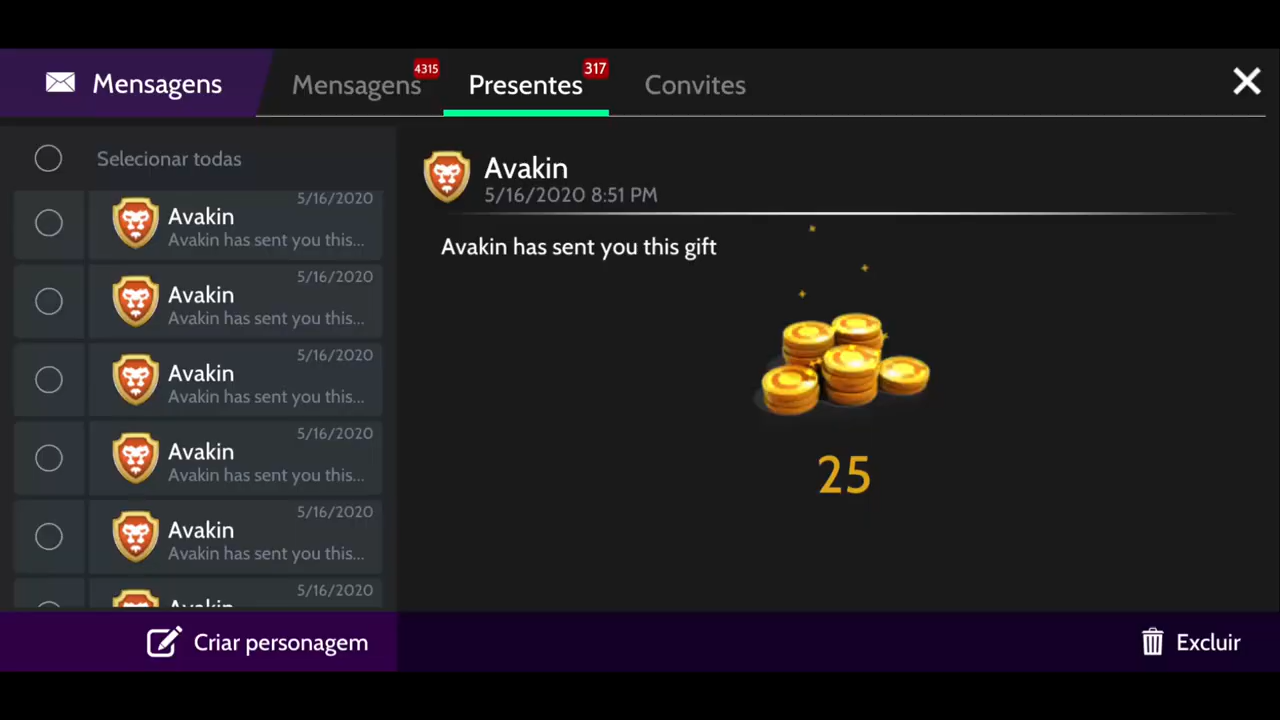 Mensagens
Mensagens 4315 Presentes 317 Convites
Selecionar todas
5/16/2020
Avakin
Avakin has sent you this...
5/16/2020
Avakin
Avakin has sent you this...
5/16/2020
Avakin
Avakin has sent you this...
5/16/2020
Avakin
Avakin has sent you this...
5/16/2020
Avakin
Avakin has sent you this...
5/16/2020
Avakin
Criar personagem
Avakin
5/16/2020 8:51 PM
Avakin has sent you this gift
25
Excluir